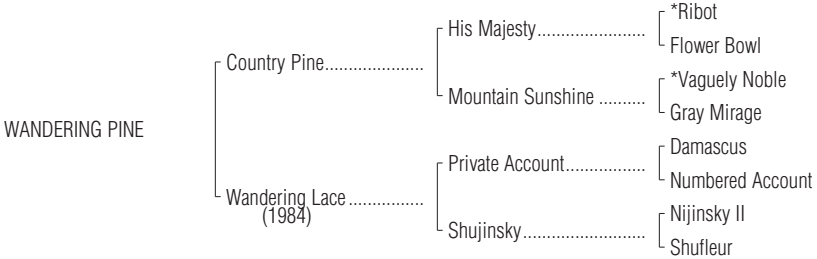 *Ribot
His Majesty.......................
Flower Bowl
Country Pine.....................
*Vaguely Noble
Mountain Sunshine ..........
Gray Mirage
WANDERING PINE
Damascus
Private Account.................
Numbered Account
Wandering Lace ................
(1984)
Nijinsky II
Shujinsky..........................
Shufleur